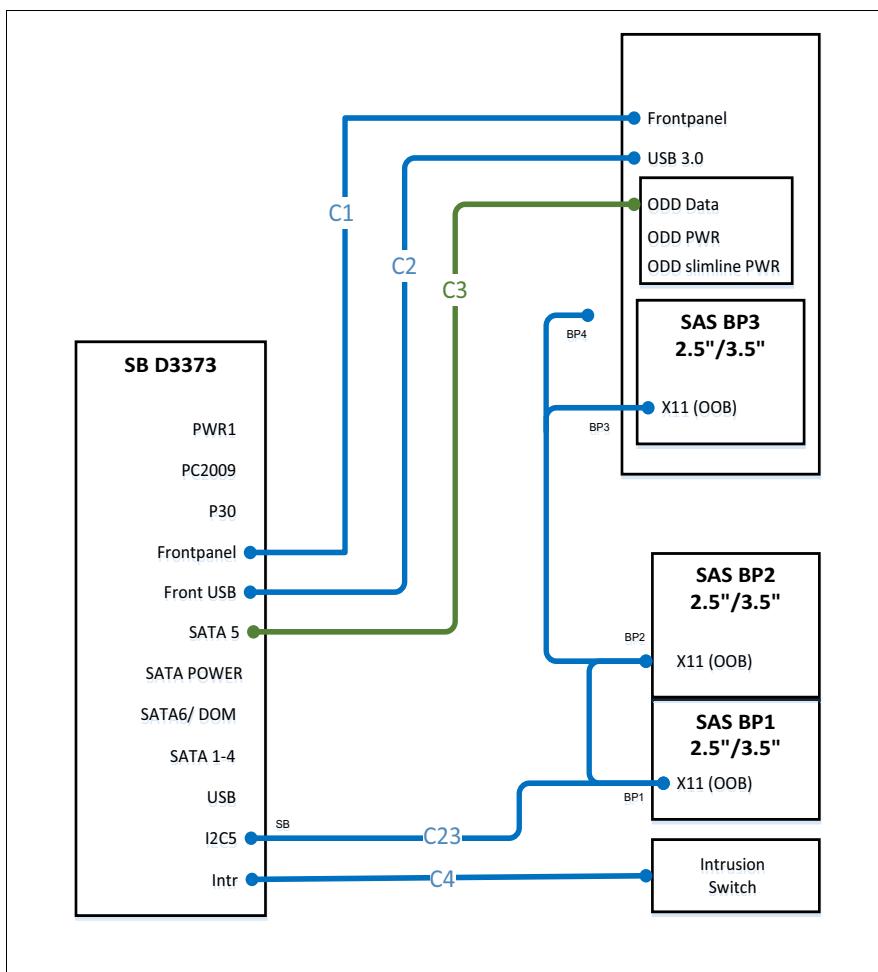 Frontpanel
USB 3.0
ODD Data
ODD PWR
ODD slimline PWR
C1
C2
C3
BP4
SAS BP3
2.5"/3.5"
X11 (OOB)
BP3
SB D3373
PWR1
PC2009
P30
Frontpanel
Front USB
SATA 5
SATA POWER
SATA6/ DOM
SATA 1-4
USB
I2C5
Intr
SB
C23
C4
SAS BP2
2.5"/3.5"
BP2
X11 (OOB)
SAS BP1
2.5"/3.5"
X11 (OOB)
BP1
Intrusion
Switch